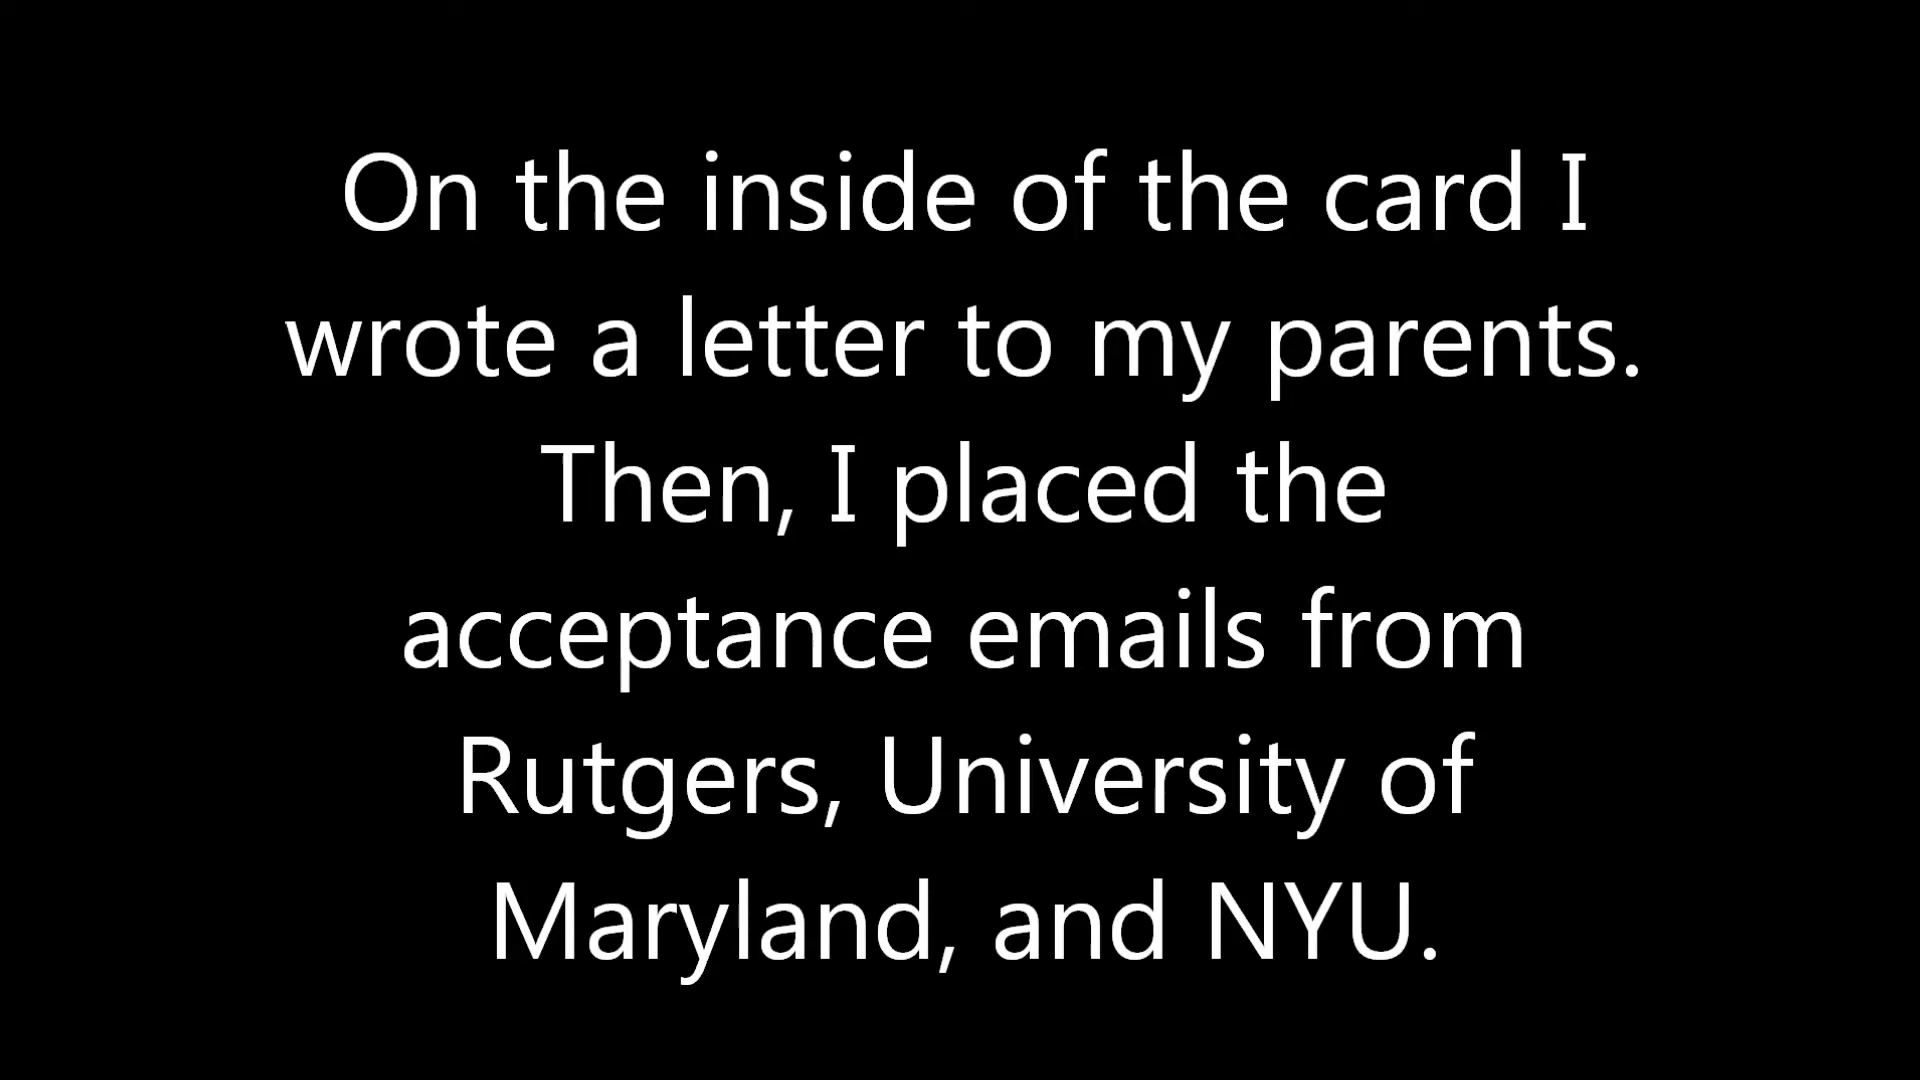 On the inside of the card I
wrote a letter to my parents.
Then, I placed the
acceptance emails from
Rutgers, University of
Maryland, and NYU.